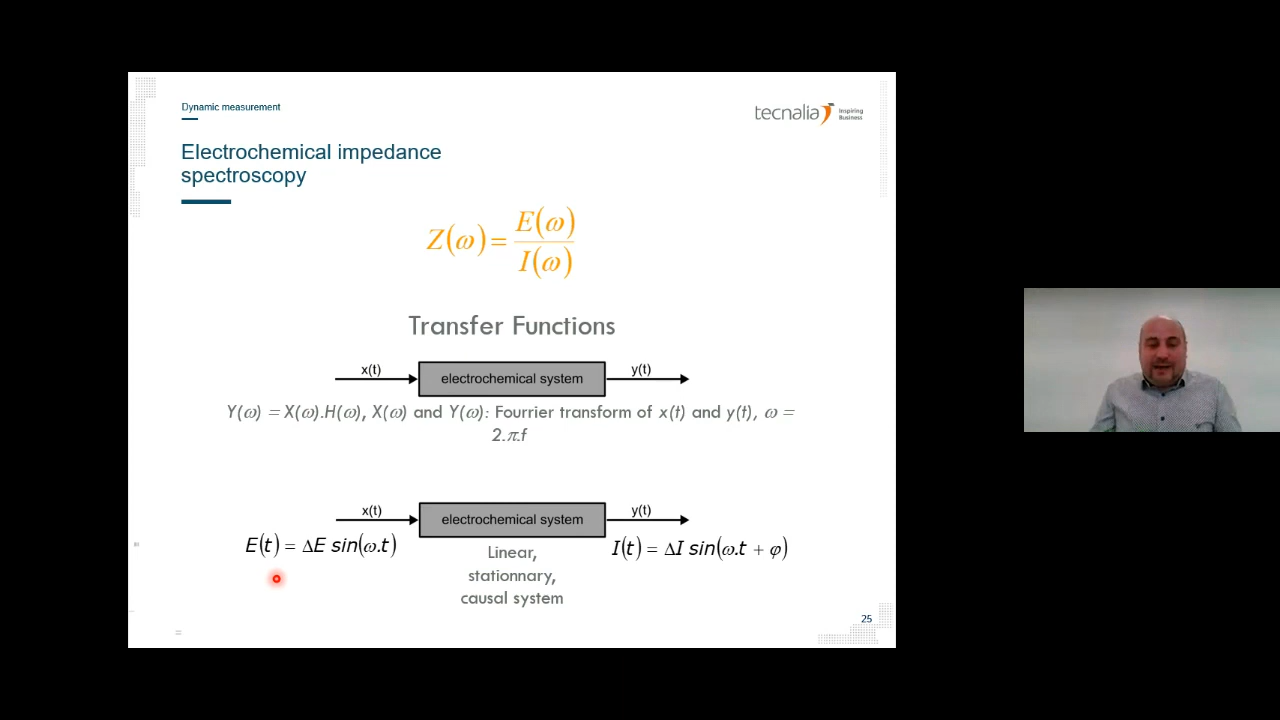 Dynamic measurement
tecnalia Inspiring Business
Electrochemical impedance
spectroscopy
Z(ω) = E(ω) / I(ω)
Transfer Functions
x(t) electrochemical system y(t)
Y(ω) = X(ω).H(ω), X(ω) and Y(ω): Fourrier transform of x(t) and y(t), ω =
2.π.f
x(t) electrochemical system y(t)
E(t) = ΔE sin(ω.t) I(t) = ΔI sin(ω.t + φ)
Linear,
stationnary,
causal system
25